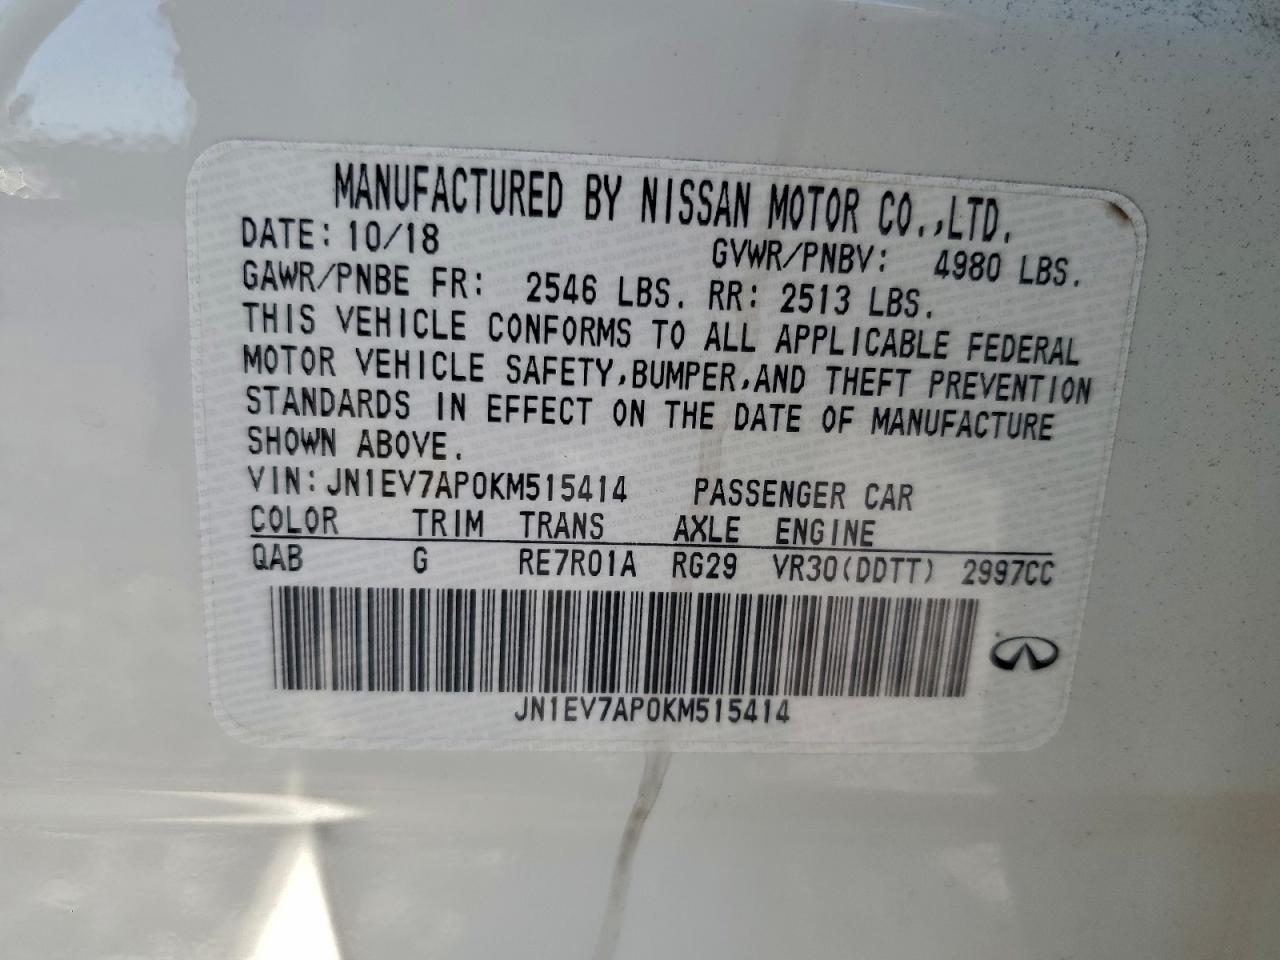 MANUFACTURED BY NISSAN MOTOR CO.,LTD.
DATE: 10/18 GVWR/PNBV: 4980 LBS.
GAWR/PNBE FR: 2546 LBS. RR: 2513 LBS.
THIS VEHICLE CONFORMS TO ALL APPLICABLE FEDERAL
MOTOR VEHICLE SAFETY,BUMPER,AND THEFT PREVENTION
STANDARDS IN EFFECT ON THE DATE OF MANUFACTURE
SHOWN ABOVE.
VIN: JN1EV7AP0KM515414 PASSENGER CAR
COLOR TRIM TRANS AXLE ENGINE
QAB G RE7R01A RG29 VR30(DDTT) 2997CC
JN1EV7AP0KM515414